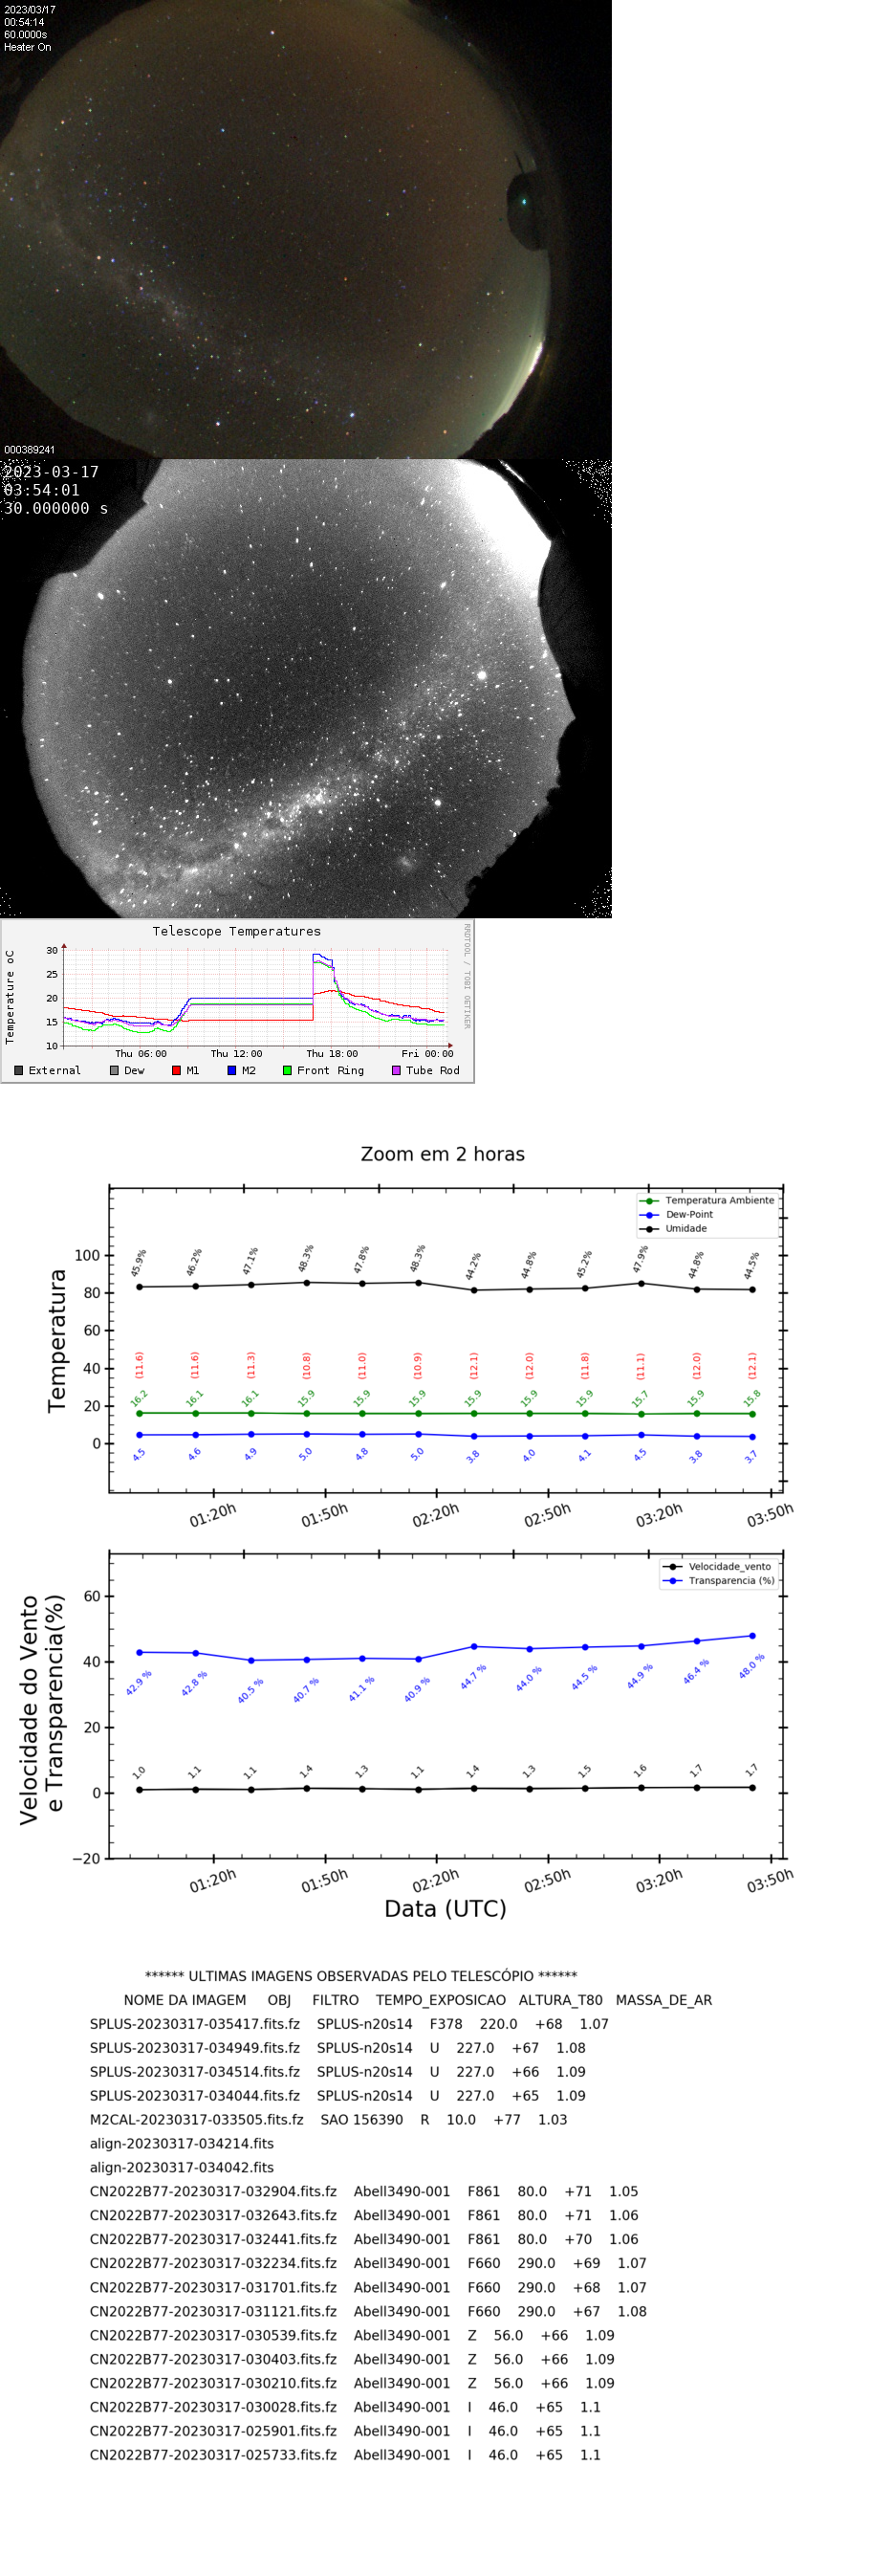 2023/03/17
00:54:14
60.0000s
Heater On
000389241
2023-03-17
03:54:01
30.000000 s
Telescope Temperatures
RRDTOOL / TOBI OETIKER
Temperature oC
30
25
20
15
10
Thu 06:00 Thu 12:00 Thu 18:00 Fri 00:00
External Dew M1 M2 Front Ring Tube Rod
Zoom em 2 horas
Temperatura Ambiente
Dew-Point
Umidade
Temperatura
100
80
60
40
20
0
45.9% 46.2% 47.1% 48.3% 47.8% 48.3% 44.2% 44.8% 45.2% 47.9% 44.8% 44.5%
(11.6) (11.6) (11.3) (10.8) (11.0) (10.9) (12.1) (12.0) (11.8) (11.1) (12.0) (12.1)
16.2 16.1 16.1 15.9 15.9 15.9 15.9 15.9 15.9 15.7 15.9 15.8
4.5 4.6 4.9 5.0 4.8 5.0 3.8 4.0 4.1 4.5 3.8 3.7
01:20h 01:50h 02:20h 02:50h 03:20h 03:50h
Velocidade_vento
Transparencia (%)
Velocidade do Vento
e Transparencia(%)
60
40
20
0
−20
42.9 % 42.8 % 40.5 % 40.7 % 41.1 % 40.9 % 44.7 % 44.0 % 44.5 % 44.9 % 46.4 % 48.0 %
1.0 1.1 1.1 1.4 1.3 1.1 1.4 1.3 1.5 1.6 1.7 1.7
01:20h 01:50h 02:20h 02:50h 03:20h 03:50h
Data (UTC)
****** ULTIMAS IMAGENS OBSERVADAS PELO TELESCÓPIO ******
NOME DA IMAGEM OBJ FILTRO TEMPO_EXPOSICAO ALTURA_T80 MASSA_DE_AR
SPLUS-20230317-035417.fits.fz SPLUS-n20s14 F378 220.0 +68 1.07
SPLUS-20230317-034949.fits.fz SPLUS-n20s14 U 227.0 +67 1.08
SPLUS-20230317-034514.fits.fz SPLUS-n20s14 U 227.0 +66 1.09
SPLUS-20230317-034044.fits.fz SPLUS-n20s14 U 227.0 +65 1.09
M2CAL-20230317-033505.fits.fz SAO 156390 R 10.0 +77 1.03
align-20230317-034214.fits
align-20230317-034042.fits
CN2022B77-20230317-032904.fits.fz Abell3490-001 F861 80.0 +71 1.05
CN2022B77-20230317-032643.fits.fz Abell3490-001 F861 80.0 +71 1.06
CN2022B77-20230317-032441.fits.fz Abell3490-001 F861 80.0 +70 1.06
CN2022B77-20230317-032234.fits.fz Abell3490-001 F660 290.0 +69 1.07
CN2022B77-20230317-031701.fits.fz Abell3490-001 F660 290.0 +68 1.07
CN2022B77-20230317-031121.fits.fz Abell3490-001 F660 290.0 +67 1.08
CN2022B77-20230317-030539.fits.fz Abell3490-001 Z 56.0 +66 1.09
CN2022B77-20230317-030403.fits.fz Abell3490-001 Z 56.0 +66 1.09
CN2022B77-20230317-030210.fits.fz Abell3490-001 Z 56.0 +66 1.09
CN2022B77-20230317-030028.fits.fz Abell3490-001 I 46.0 +65 1.1
CN2022B77-20230317-025901.fits.fz Abell3490-001 I 46.0 +65 1.1
CN2022B77-20230317-025733.fits.fz Abell3490-001 I 46.0 +65 1.1